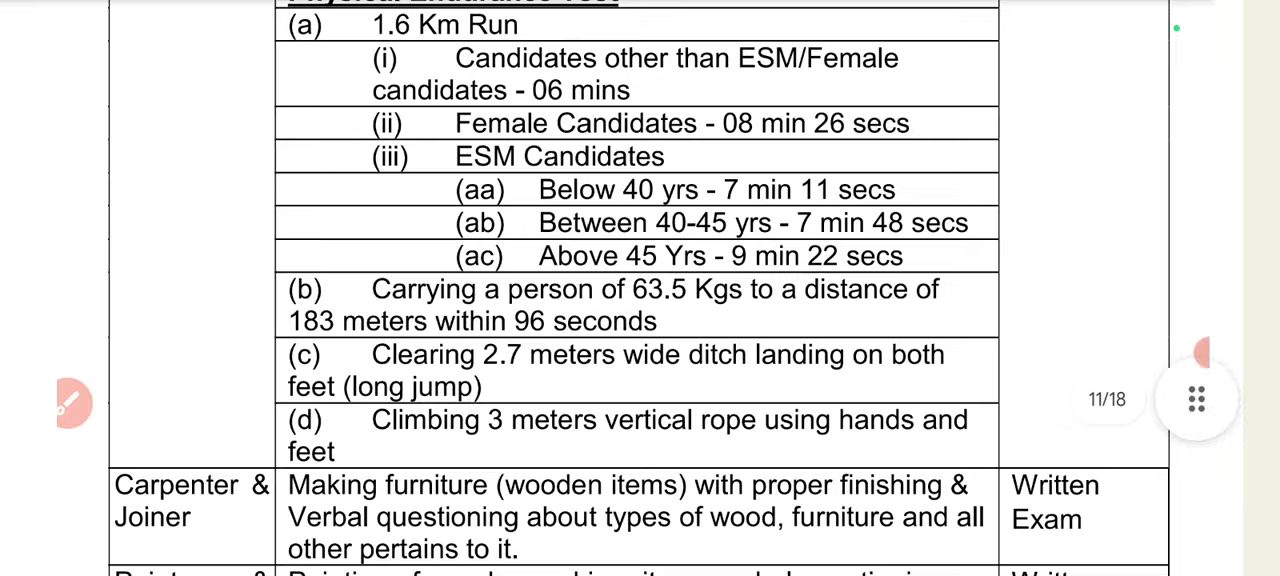 (a) 1.6 Km Run
(i) Candidates other than ESM/Female
candidates - 06 mins
(ii) Female Candidates - 08 min 26 secs
(iii) ESM Candidates
(aa) Below 40 yrs - 7 min 11 secs
(ab) Between 40-45 yrs - 7 min 48 secs
(ac) Above 45 Yrs - 9 min 22 secs
(b) Carrying a person of 63.5 Kgs to a distance of
183 meters within 96 seconds
(c) Clearing 2.7 meters wide ditch landing on both
feet (long jump)
11/18
(d) Climbing 3 meters vertical rope using hands and
feet
Carpenter & Making furniture (wooden items) with proper finishing & Written
Joiner Verbal questioning about types of wood, furniture and all Exam
other pertains to it.